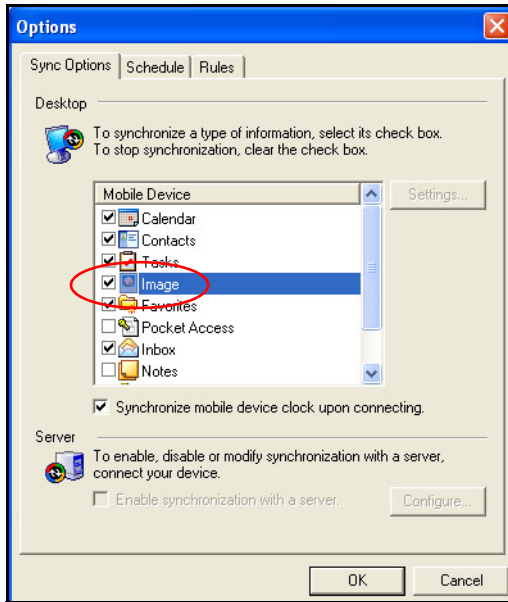 Options
Sync Options Schedule Rules
Desktop
To synchronize a type of information, select its check box.
To stop synchronization, clear the check box.
Mobile Device
Settings...
Calendar
Contacts
Tasks
Image
Favorites
Pocket Access
Inbox
Notes
Synchronize mobile device clock upon connecting.
Server
To enable, disable or modify synchronization with a server,
connect your device.
Enable synchronization with a server.
Configure...
OK
Cancel